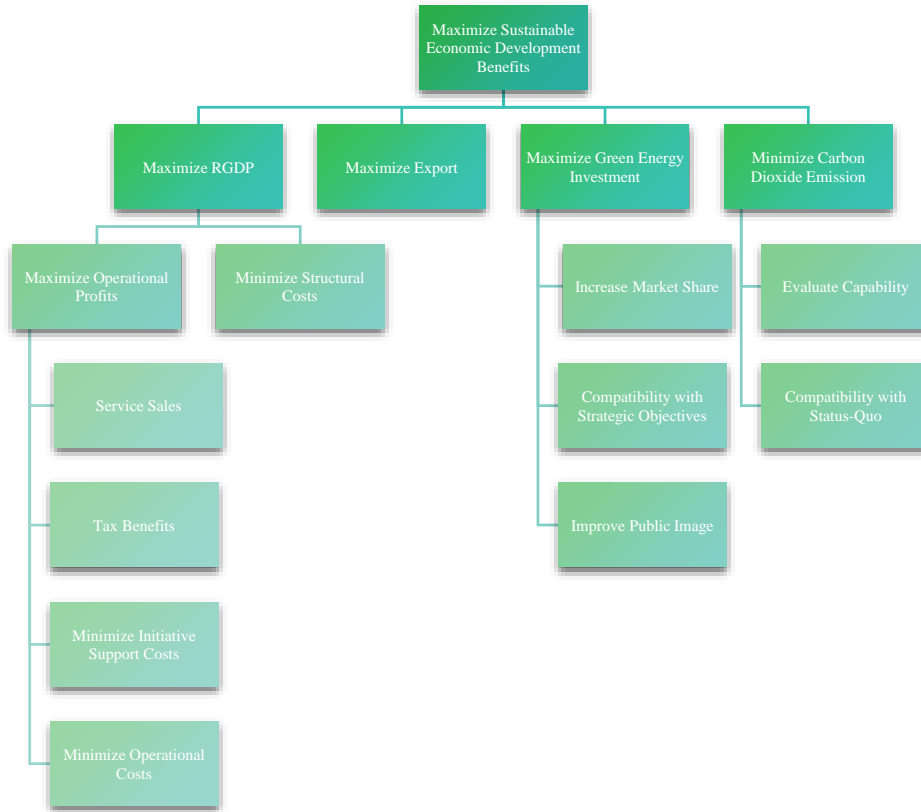 Maximize Sustainable
Economic Development
Benefits
Maximize RGDP
Maximize Export
Maximize Green Energy
Investment
Minimize Carbon
Dioxide Emission
Maximize Operational
Profits
Minimize Structural
Costs
Increase Market Share
Evaluate Capability
Service Sales
Compatibility with
Strategic Objectives
Compatibility with
Status-Quo
Tax Benefits
Improve Public Image
Minimize Initiative
Support Costs
Minimize Operational
Costs